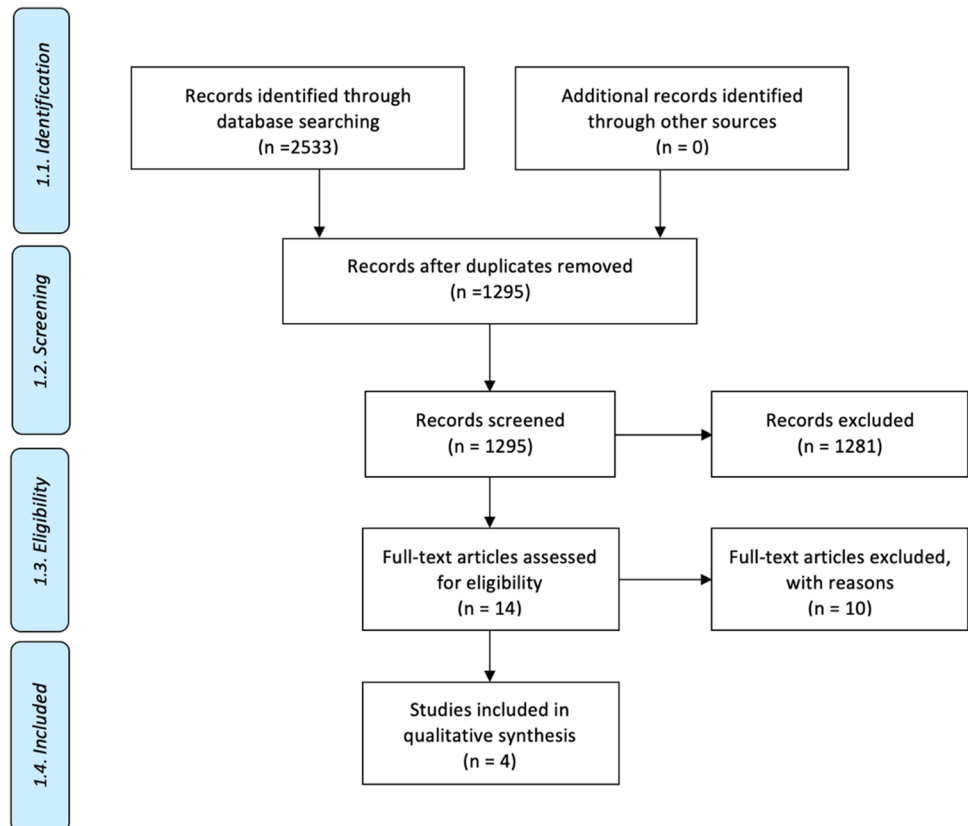 1.1. Identification
Records identified through
database searching
(n =2533)
Additional records identified
through other sources
(n = 0)
1.2. Screening
Records after duplicates removed
(n =1295)
Records screened
(n = 1295)
Records excluded
(n = 1281)
1.3. Eligibility
Full-text articles assessed
for eligibility
(n = 14)
Full-text articles excluded,
with reasons
(n = 10)
1.4. Included
Studies included in
qualitative synthesis
(n = 4)